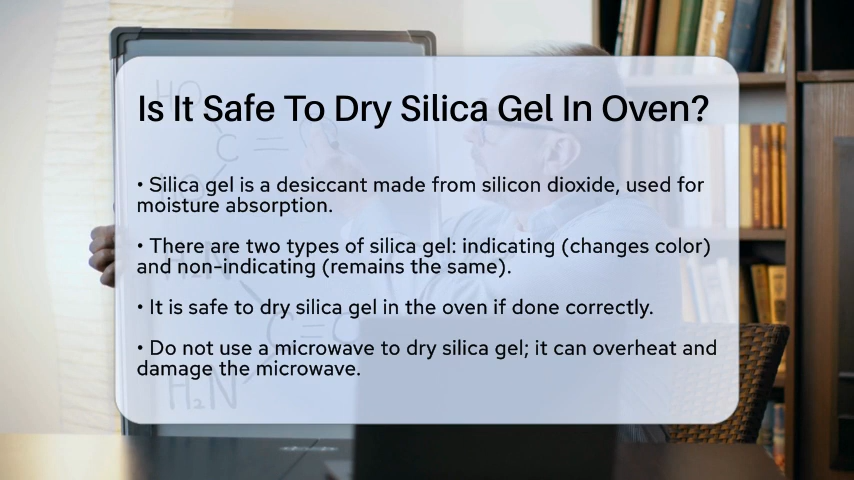 Is It Safe To Dry Silica Gel In Oven?
• Silica gel is a desiccant made from silicon dioxide, used for
moisture absorption.
• There are two types of silica gel: indicating (changes color)
and non-indicating (remains the same).
• It is safe to dry silica gel in the oven if done correctly.
• Do not use a microwave to dry silica gel; it can overheat and
damage the microwave.
HO
C
H₂N
C
H₂N